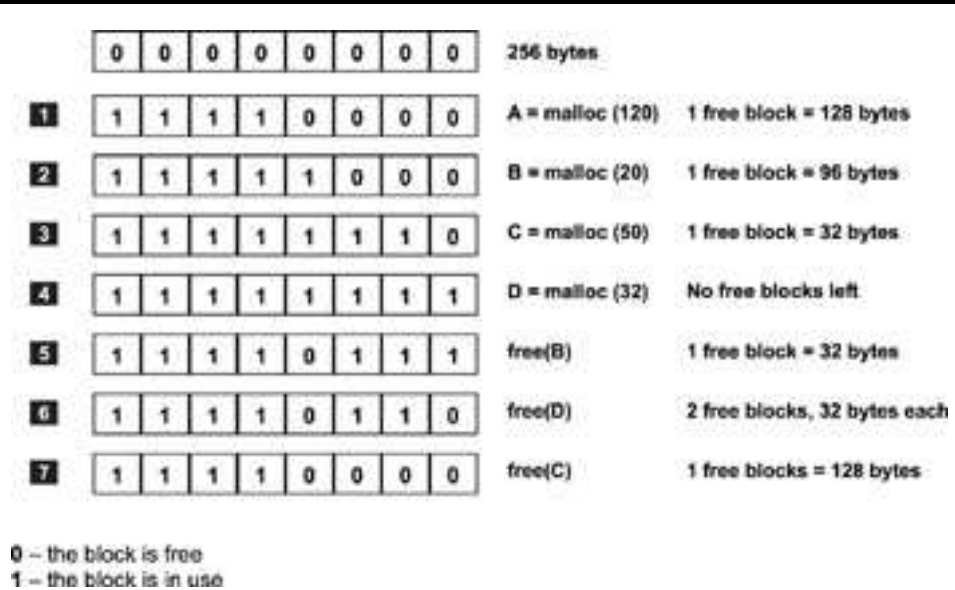 0 0 0 0 0 0 0 0 256 bytes
1 1 1 1 1 0 0 0 0 A = malloc (120) 1 free block = 128 bytes
2 1 1 1 1 1 0 0 0 B = malloc (20) 1 free block = 96 bytes
3 1 1 1 1 1 1 1 0 C = malloc (50) 1 free block = 32 bytes
4 1 1 1 1 1 1 1 1 D = malloc (32) No free blocks left
5 1 1 1 1 0 1 1 1 free(B) 1 free block = 32 bytes
6 1 1 1 1 0 1 1 0 free(D) 2 free blocks, 32 bytes each
7 1 1 1 1 0 0 0 0 free(C) 1 free blocks = 128 bytes
0 – the block is free
1 – the block is in use